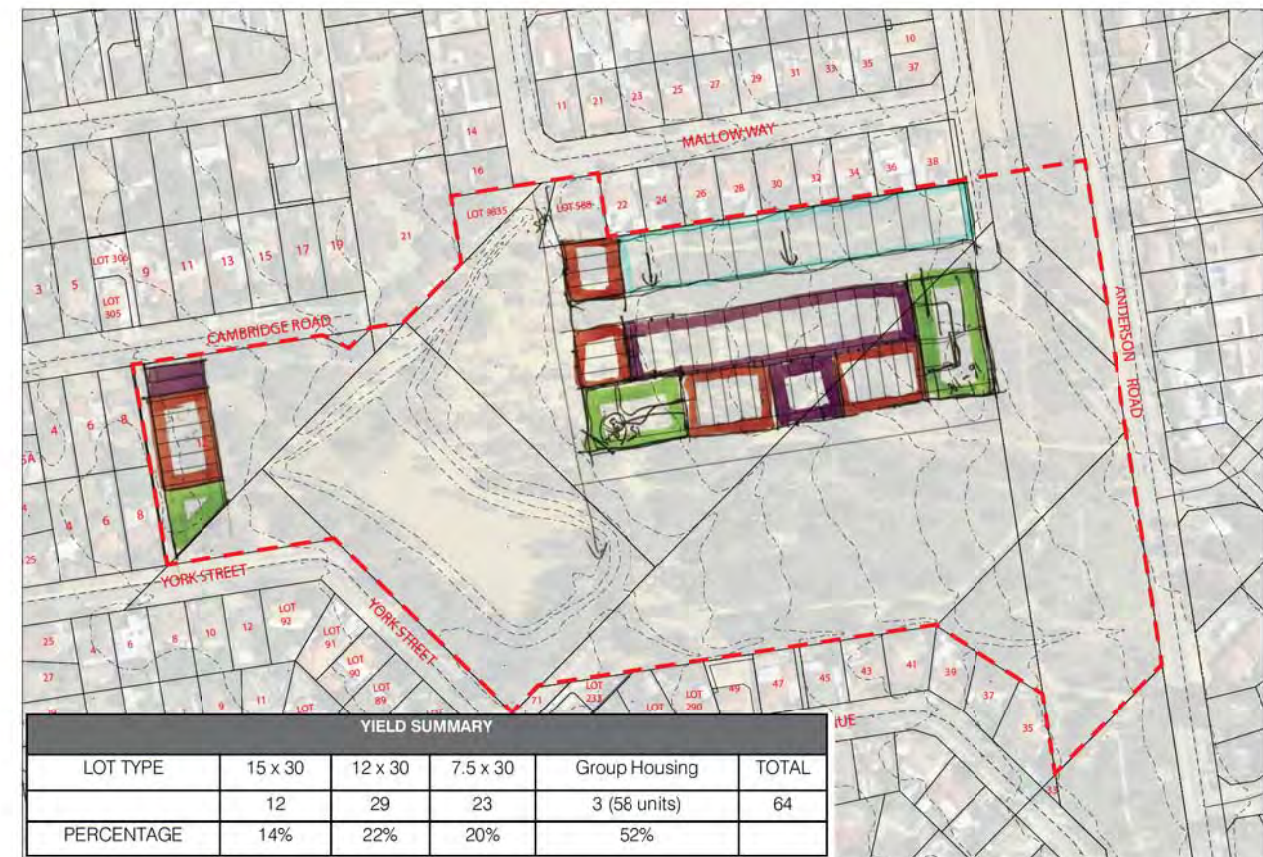 10
37
11 21 23 25 27 29 31 33 35
MALLOW WAY
14
16
LOT 9835
LOT 588
22 24 26 28 30 32 34 36 38
21
3 5 LOT 306 9 11 13 15 17 19
LOT
305
CAMBRIDGE ROAD
ANDERSON ROAD
4 6 8
4 6 8
25
YORK STREET
YORK STREET
25 4 6 8 10 12 LOT
92
27
LOT
91
LOT
90
LOT
89
9 11 LOT
71 LOT
233
LOT LOT
290
49 47 45 43 41 39
37
35
33
YIELD SUMMARY
LOT TYPE 15 x 30 12 x 30 7.5 x 30 Group Housing TOTAL
12 29 23 3 (58 units) 64
PERCENTAGE 14% 22% 20% 52%